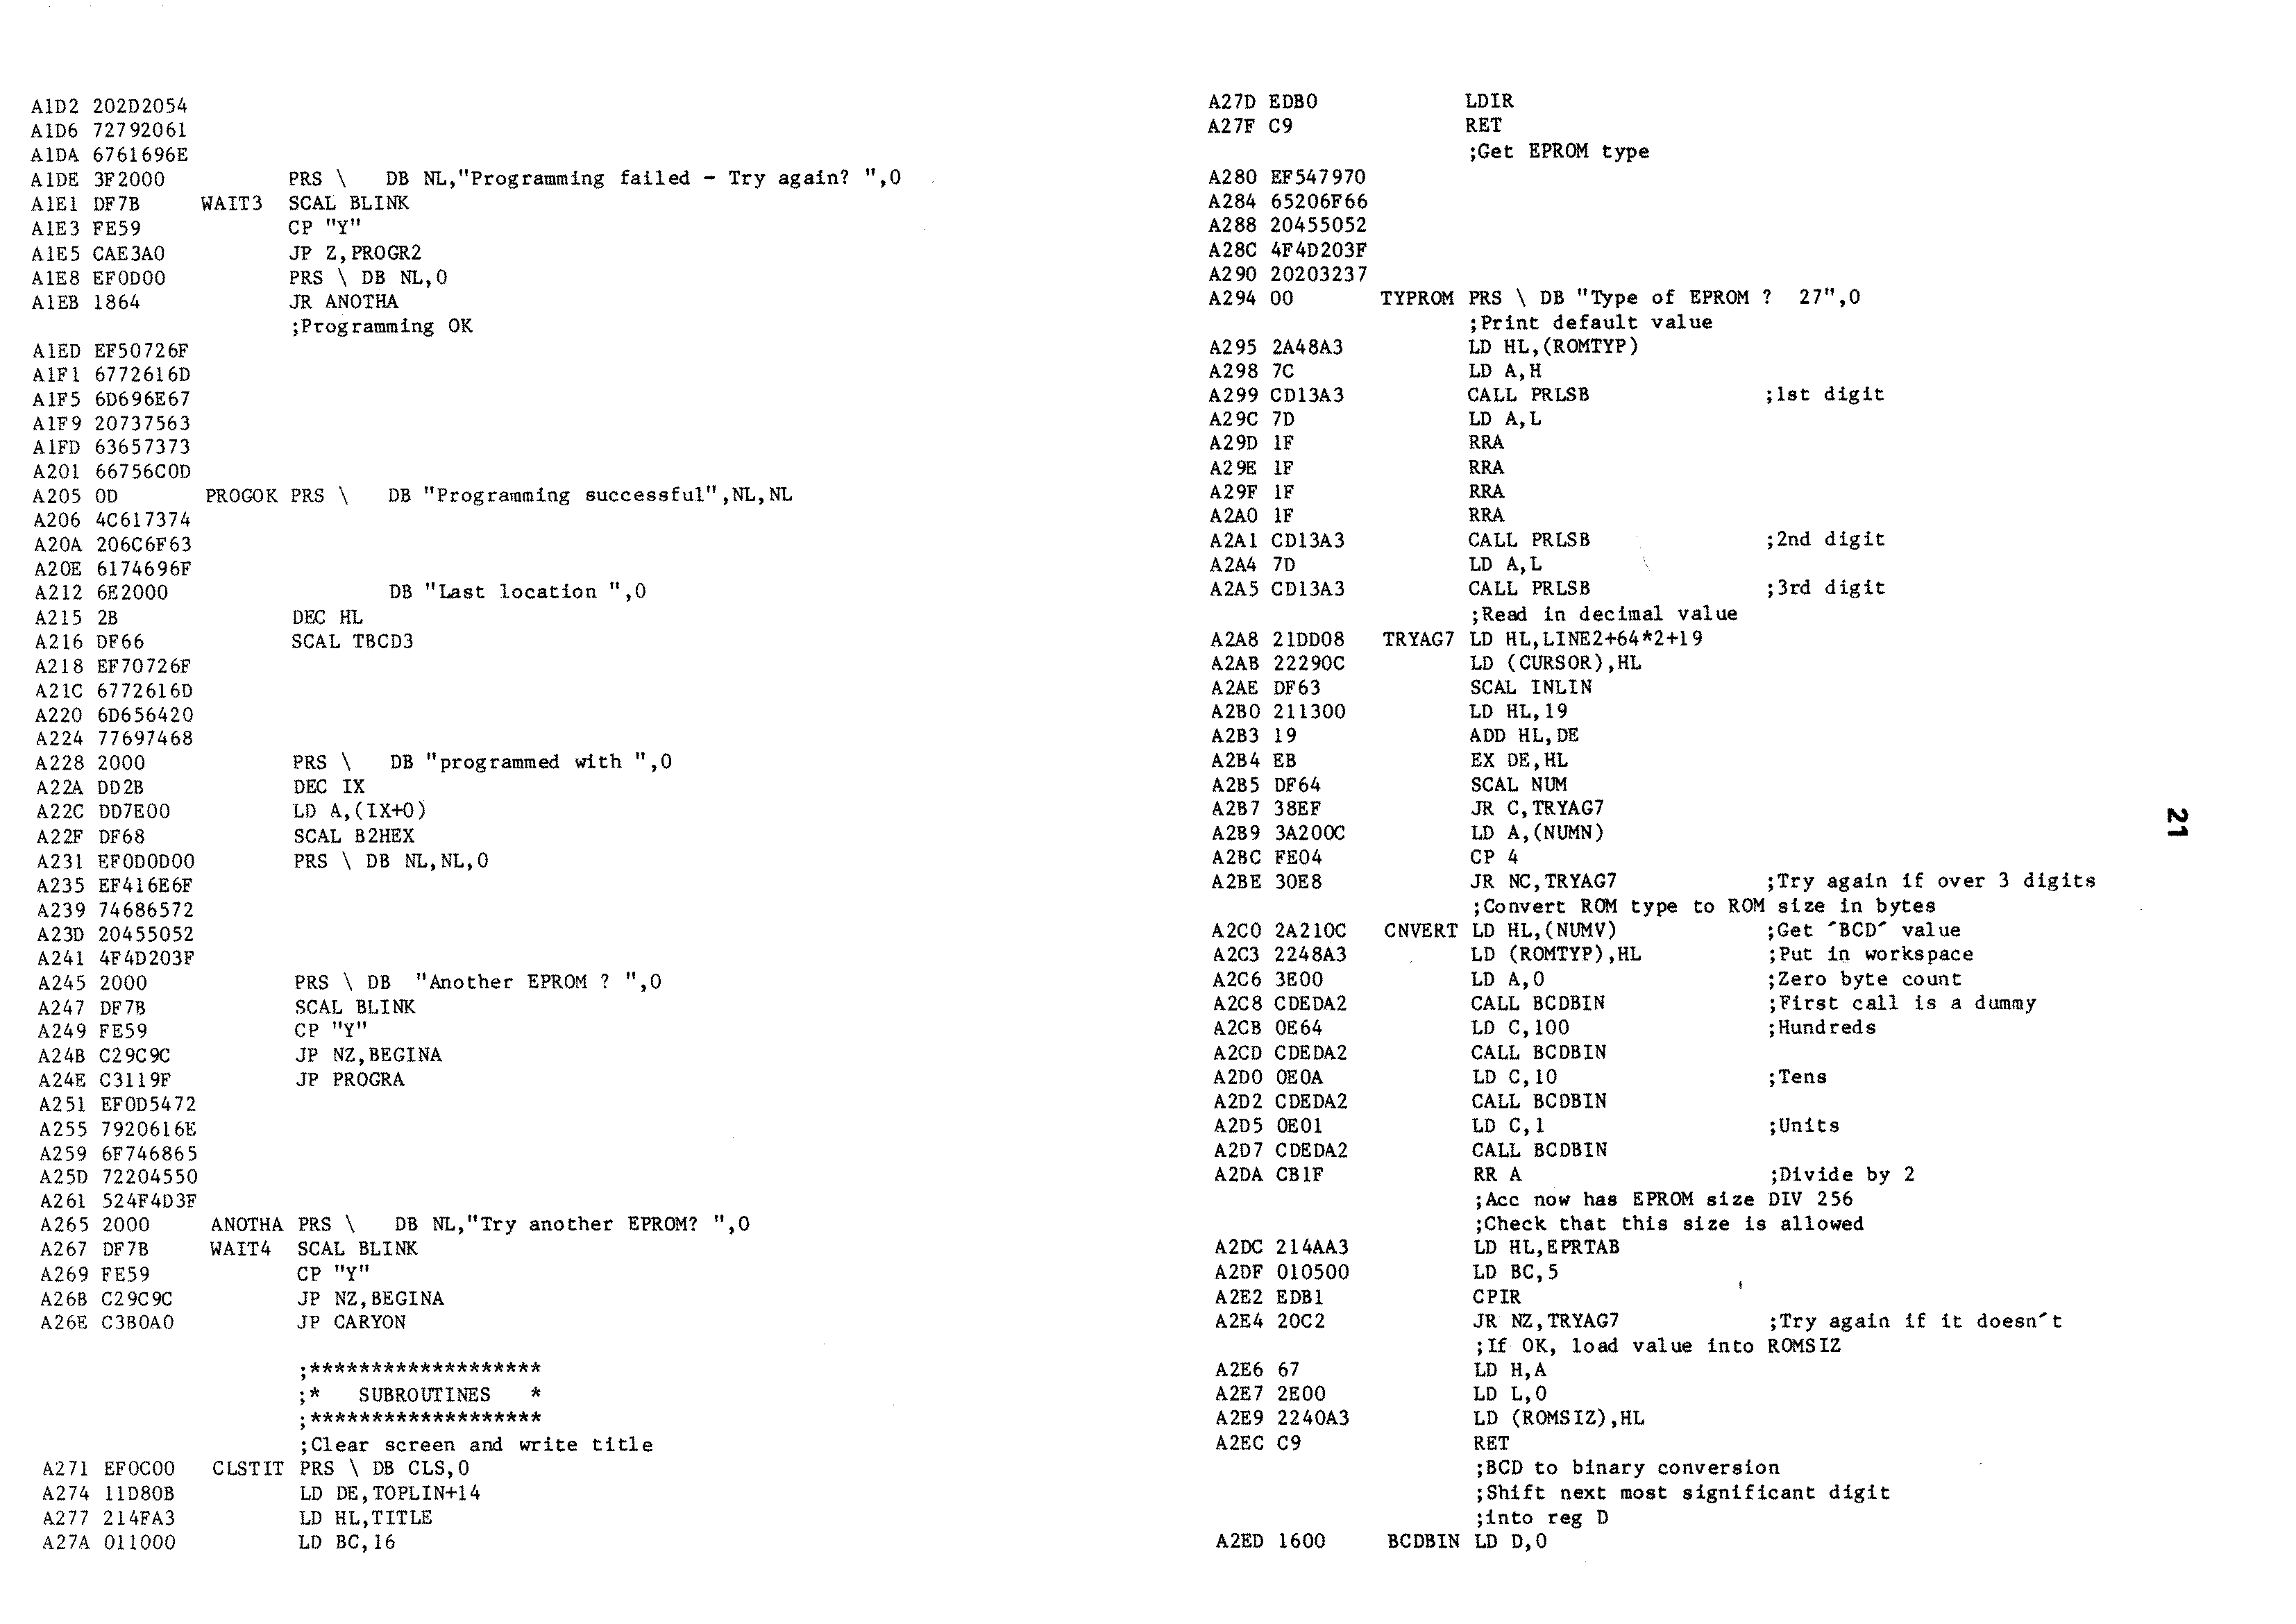 A1D2 202D2054
A1D6 72792061
A1DA 6761696E
A1DE 3F2000 PRS \ DB NL,"Programming failed - Try again? ",0
A1E1 DF7B WAIT3 SCAL BLINK
A1E3 FE59 CP "Y"
A1E5 CAE3A0 JP Z,PROGR2
A1E8 EF0D00 PRS \ DB NL,0
A1EB 1864 JR ANOTHA
;Programming OK
A1ED EF50726F
A1F1 6772616D
A1F5 6D696E67
A1F9 20737563
A1FD 63657373
A201 66756C0D
A205 0D PROGOK PRS \ DB "Programming successful",NL,NL
A206 4C617374
A20A 206C6F63
A20E 6174696F
A212 6E2000 DB "Last location ",0
A215 2B DEC HL
A216 DF66 SCAL TBCD3
A218 EF70726F
A21C 6772616D
A220 6D656420
A224 77697468
A228 2000 PRS \ DB "programmed with ",0
A22A DD2B DEC IX
A22C DD7E00 LD A,(IX+0)
A22F DF68 SCAL B2HEX
A231 EF0D0D00 PRS \ DB NL,NL,0
A235 EF416E6F
A239 74686572
A23D 20455052
A241 4F4D203F
A245 2000 PRS \ DB "Another EPROM ? ",0
A247 DF7B SCAL BLINK
A249 FE59 CP "Y"
A24B C29C9C JP NZ,BEGINA
A24E C3119F JP PROGRA
A251 EF0D5472
A255 7920616E
A259 6F746865
A25D 72204550
A261 524F4D3F
A265 2000 ANOTHA PRS \ DB NL,"Try another EPROM? ",0
A267 DF7B WAIT4 SCAL BLINK
A269 FE59 CP "Y"
A26B C29C9C JP NZ,BEGINA
A26E C3B0A0 JP CARYON
;*******************
;* SUBROUTINES *
;*******************
;Clear screen and write title
A271 EF0C00 CLSTIT PRS \ DB CLS,0
A274 11D80B LD DE,TOPLIN+14
A277 214FA3 LD HL,TITLE
A27A 011000 LD BC,16
A27D EDB0 LDIR
A27F C9 RET
;Get EPROM type
A280 EF547970
A284 65206F66
A288 20455052
A28C 4F4D203F
A290 20203237
A294 00 TYPROM PRS \ DB "Type of EPROM ?  27",0
;Print default value
A295 2A48A3 LD HL,(ROMTYP)
A298 7C LD A,H
A299 CD13A3 CALL PRLSB ;1st digit
A29C 7D LD A,L
A29D 1F RRA
A29E 1F RRA
A29F 1F RRA
A2A0 1F RRA
A2A1 CD13A3 CALL PRLSB ;2nd digit
A2A4 7D LD A,L
A2A5 CD13A3 CALL PRLSB ;3rd digit
;Read in decimal value
A2A8 21DD08 TRYAG7 LD HL,LINE2+64*2+19
A2AB 22290C LD (CURSOR),HL
A2AE DF63 SCAL INLIN
A2B0 211300 LD HL,19
A2B3 19 ADD HL,DE
A2B4 EB EX DE,HL
A2B5 DF64 SCAL NUM
A2B7 38EF JR C,TRYAG7
A2B9 3A200C LD A,(NUMN)
A2BC FE04 CP 4
A2BE 30E8 JR NC,TRYAG7 ;Try again if over 3 digits
;Convert ROM type to ROM size in bytes
A2C0 2A210C CNVERT LD HL,(NUMV) ;Get ´BCD´ value
A2C3 2248A3 LD (ROMTYP),HL ;Put in workspace
A2C6 3E00 LD A,0 ;Zero byte count
A2C8 CDEDA2 CALL BCDBIN ;First call is a dummy
A2CB 0E64 LD C,100 ;Hundreds
A2CD CDEDA2 CALL BCDBIN
A2D0 0E0A LD C,10 ;Tens
A2D2 CDEDA2 CALL BCDBIN
A2D5 0E01 LD C,1 ;Units
A2D7 CDEDA2 CALL BCDBIN
A2DA CB1F RR A ;Divide by 2
;Acc now has EPROM size DIV 256
;Check that this size is allowed
A2DC 214AA3 LD HL,EPRTAB
A2DF 010500 LD BC,5
A2E2 EDB1 CPIR
A2E4 20C2 JR NZ,TRYAG7 ;Try again if it doesn´t
;If OK, load value into ROMSIZ
A2E6 67 LD H,A
A2E7 2E00 LD L,0
A2E9 2240A3 LD (ROMSIZ),HL
A2EC C9 RET
;BCD to binary conversion
;Shift next most significant digit
;into reg D
A2ED 1600 BCDBIN LD D,0
21